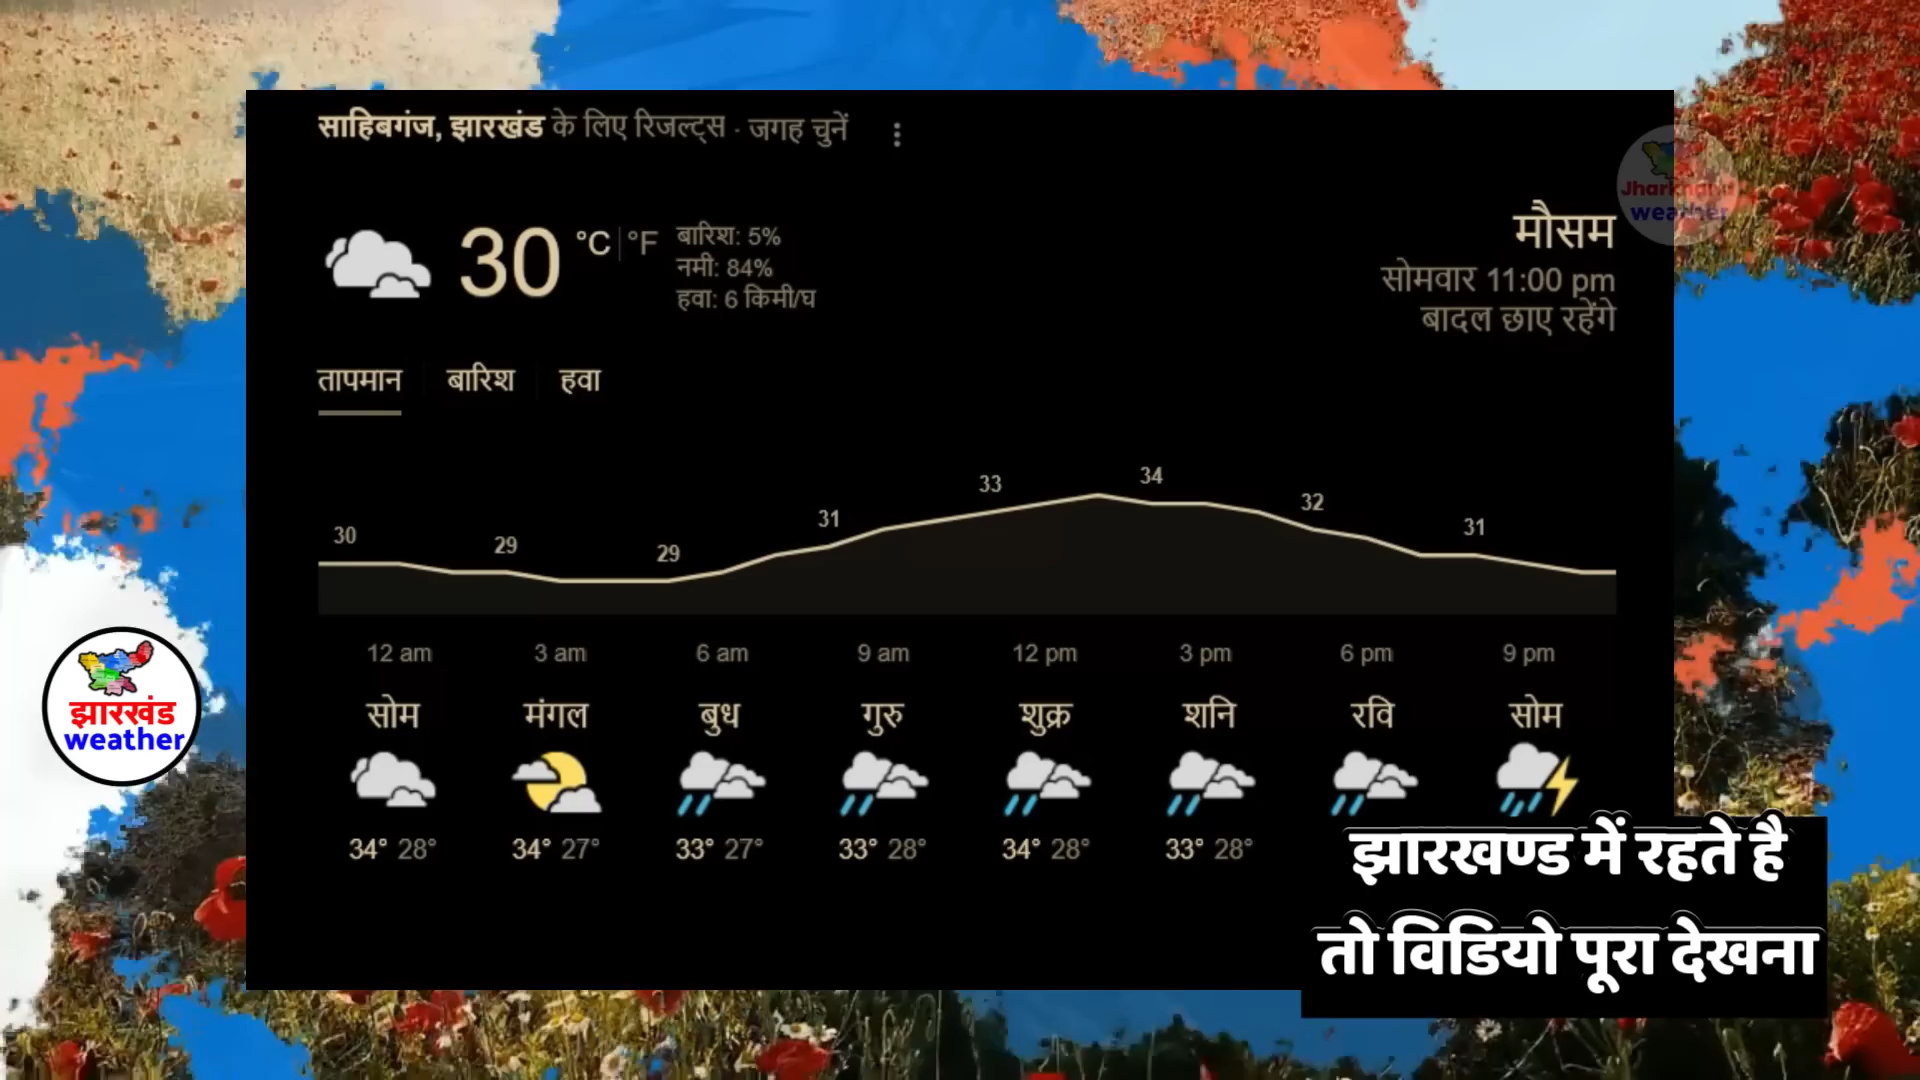 साहिबगंज, झारखंड के लिए रिजल्ट्स · जगह चुनें
30 °C | °F
बारिश: 5%
नमी: 84%
हवा: 6 किमी/घ
मौसम
सोमवार 11:00 pm
बादल छाए रहेंगे
Jharkhand
weather
तापमान बारिश हवा
30 29 29 31 33 34 32 31
12 am 3 am 6 am 9 am 12 pm 3 pm 6 pm 9 pm
सोम मंगल बुध गुरु शुक्र शनि रवि सोम
34° 28° 34° 27° 33° 27° 33° 28° 34° 28° 33° 28°
झारखंड
weather
झारखण्ड में रहते है
तो विडियो पूरा देखना